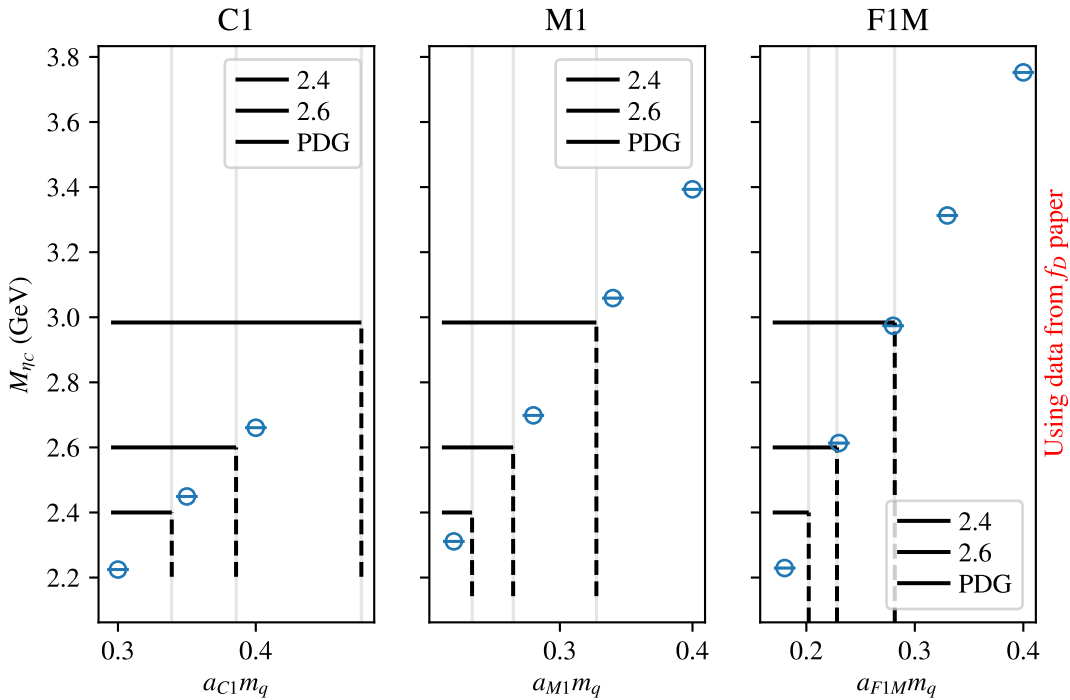 C1
M1
F1M
M_{η_C} (GeV)
3.8
3.6
3.4
3.2
3.0
2.8
2.6
2.4
2.2
2.4
2.6
PDG
2.4
2.6
PDG
2.4
2.6
PDG
0.3
0.4
0.3
0.4
0.2
0.3
0.4
a_{C1}m_q
a_{M1}m_q
a_{F1M}m_q
Using data from f_D paper